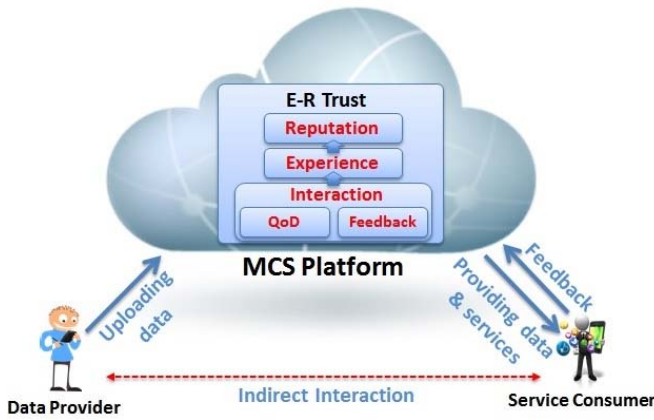 E-R Trust
Reputation
Experience
Interaction
QoD
Feedback
MCS Platform
Uploading
data
Feedback
Providing data
& services
Indirect Interaction
Data Provider
Service Consumer